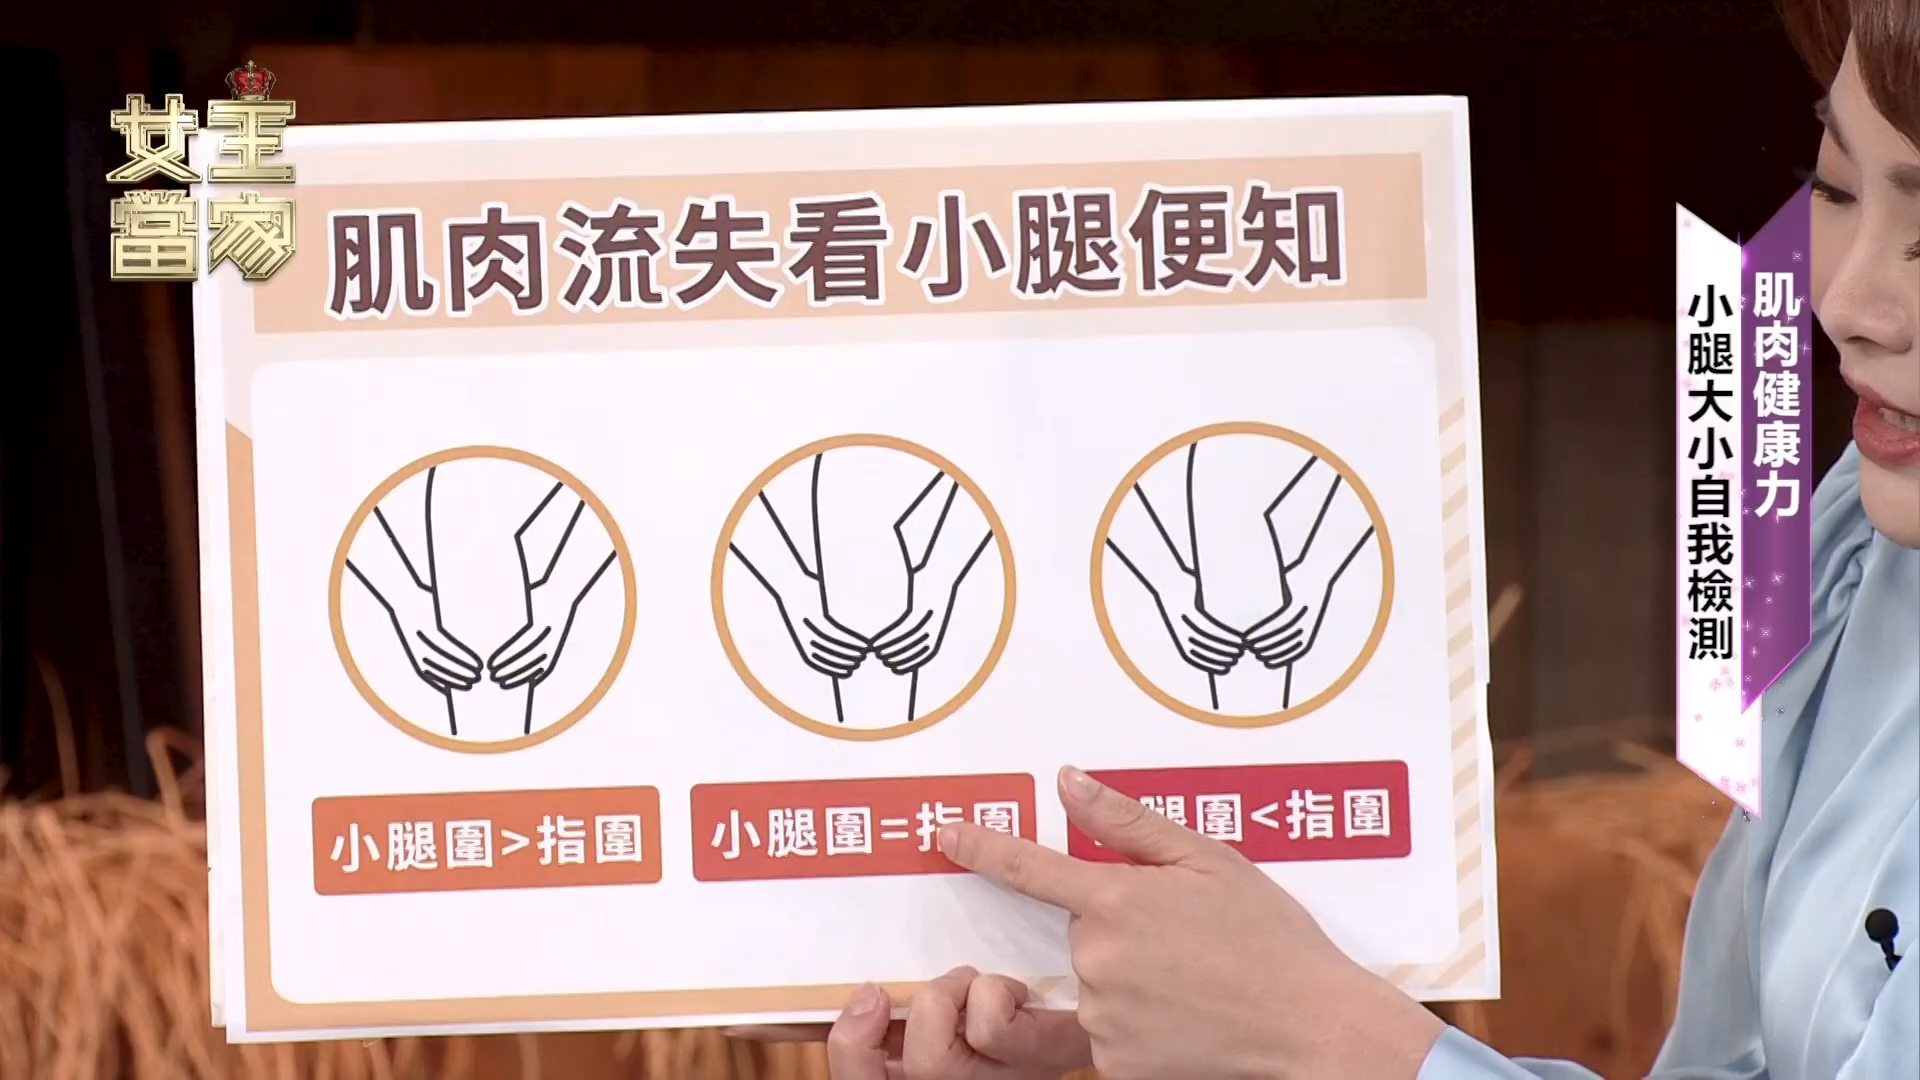 女王
當家
肌肉流失看小腿便知
小腿圍>指圍
小腿圍=指圍
腿圍<指圍
肌肉健康力
小腿大小自我檢測